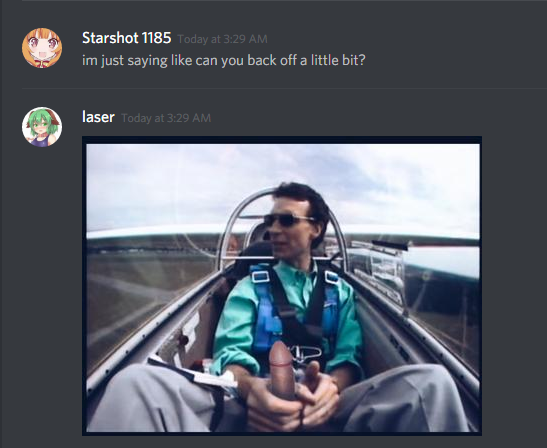 Starshot 1185 Today at 3:29 AM
im just saying like can you back off a little bit?
laser Today at 3:29 AM